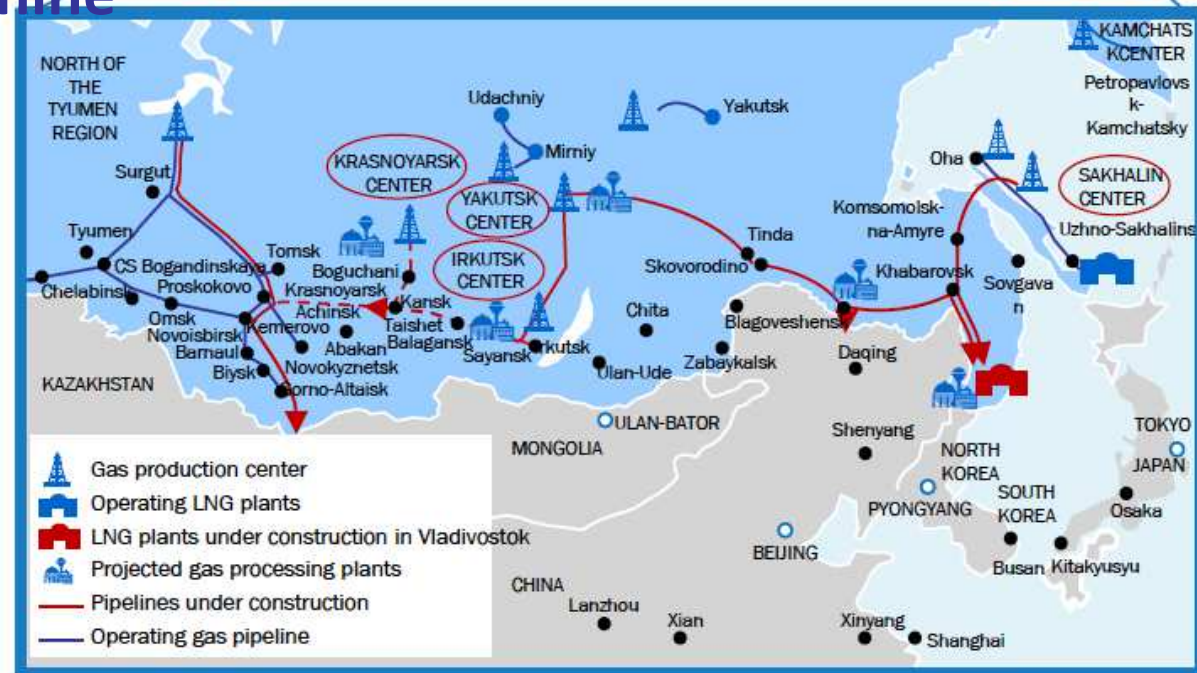 NORTH OF
THE
TYUMEN
REGION
Surgut
Tyumen
CS Bogandinskaya
Chelabinsk
Omsk
Novoisbirsk
Barnaul
Biysk
Gorno-Altaisk
Tomsk
Proskokovo
Kemerovo
Novokyznetsk
KRASNOYARSK
CENTER
Boguchani
Krasnoyarsk
Achinsk
Kansk
Abakan
Taishet
Balagansk
Sayansk
Irkutsk
Udachniy
Mirniy
YAKUTSK
CENTER
IRKUTSK
CENTER
Yakutsk
Chita
Ulan-Ude
Zabaykalsk
Tinda
Skovorodino
Blagoveshensk
Daqing
Khabarovsk
Komsomolsk-
na-Amyre
Oha
SAKHALIN
CENTER
Uzhno-Sakhalins
Sovgava
n
KAMCHATS
KCENTER
Petropavlovs
k-
Kamchatsky
KAZAKHSTAN
MONGOLIA
ULAN-BATOR
Shenyang
NORTH
KOREA
PYONGYANG
SOUTH
KOREA
TOKYO
JAPAN
Osaka
Busan
Kitakyusyu
BEIJING
CHINA
Lanzhou
Xian
Xinyang
Shanghai
Gas production center
Operating LNG plants
LNG plants under construction in Vladivostok
Projected gas processing plants
Pipelines under construction
Operating gas pipeline